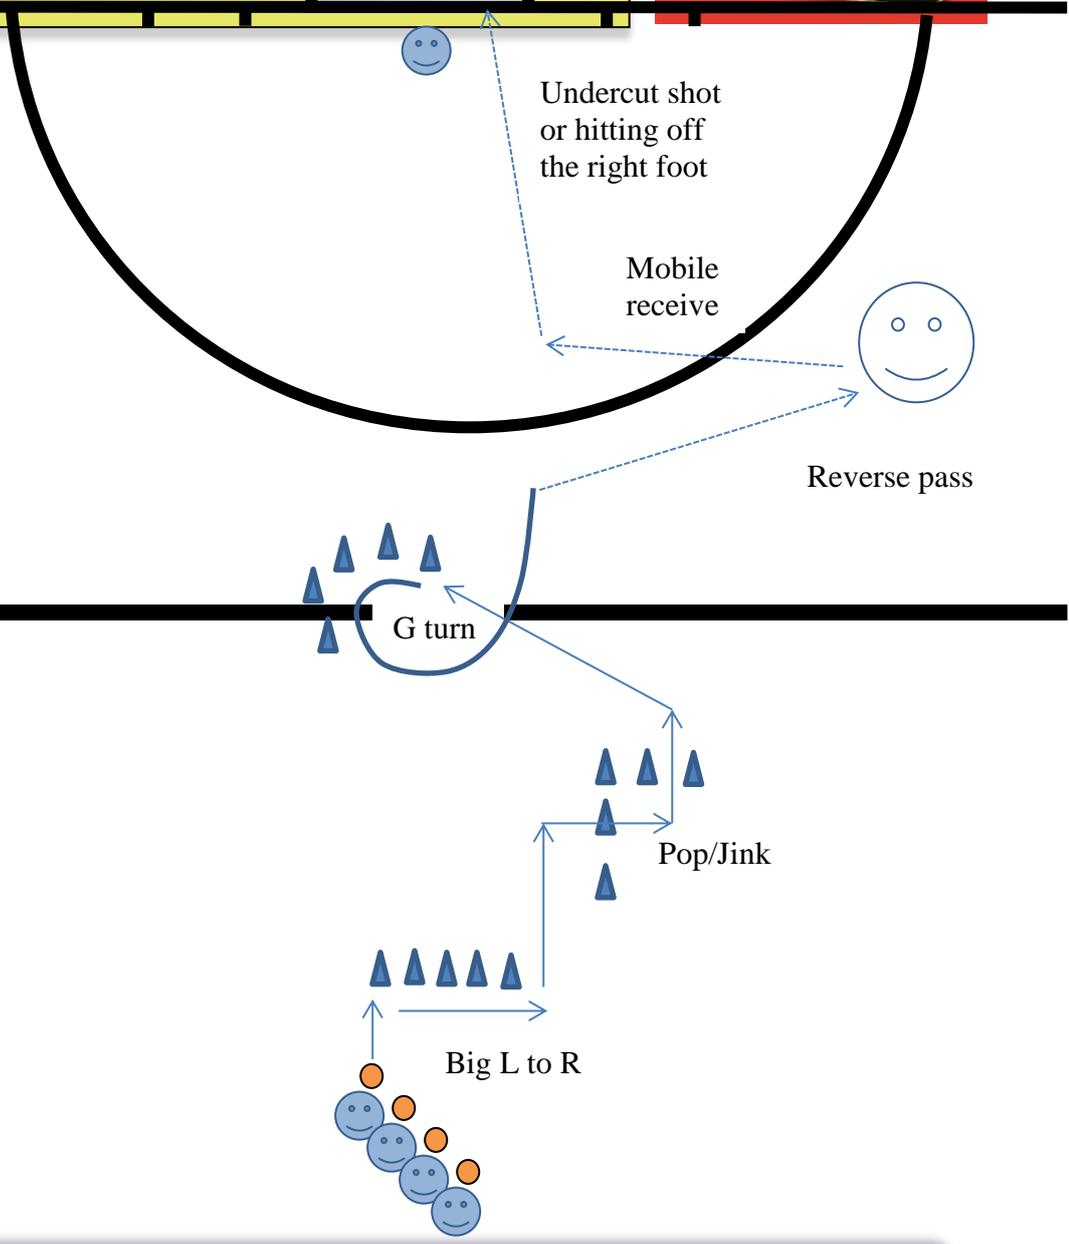 Undercut shot
or hitting off
the right foot
Mobile
receive
Reverse pass
G turn
Pop/Jink
Big L to R